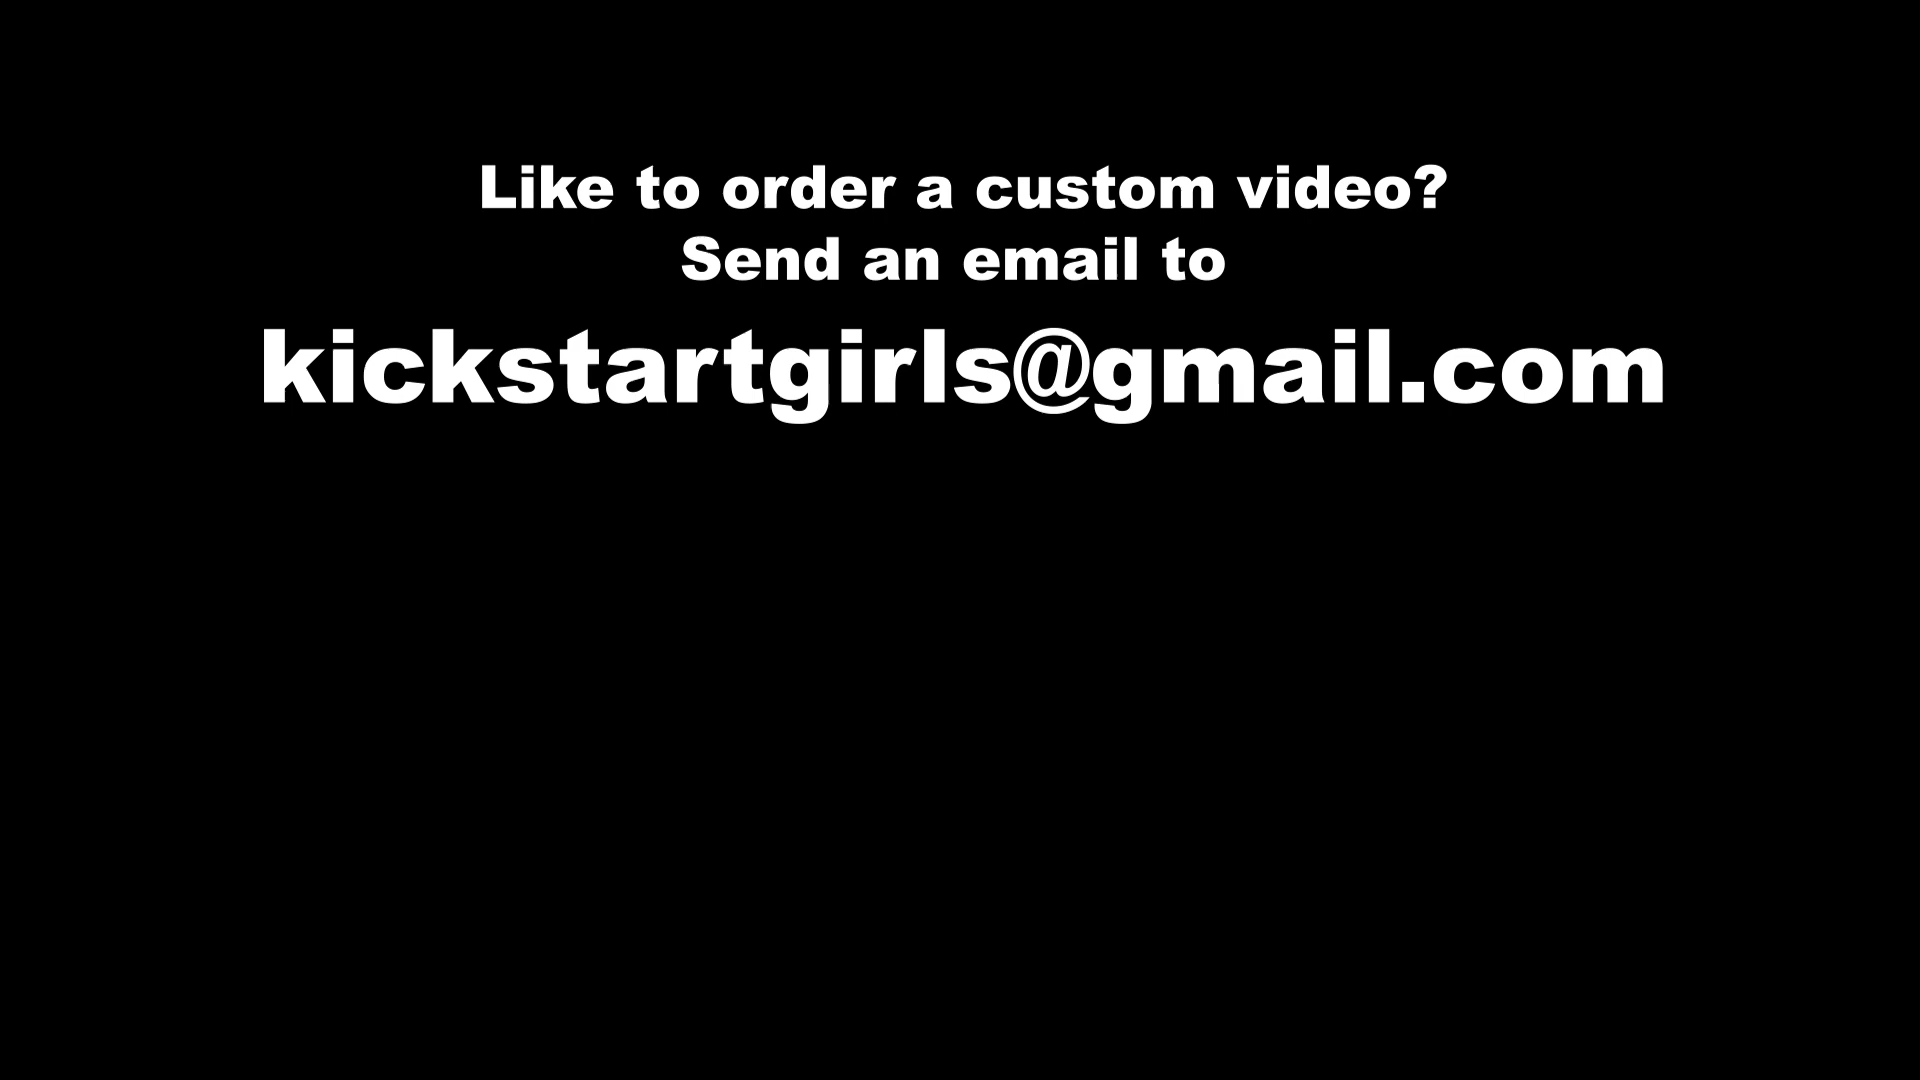 Like to order a custom video?
Send an email to
kickstartgirls@gmail.com